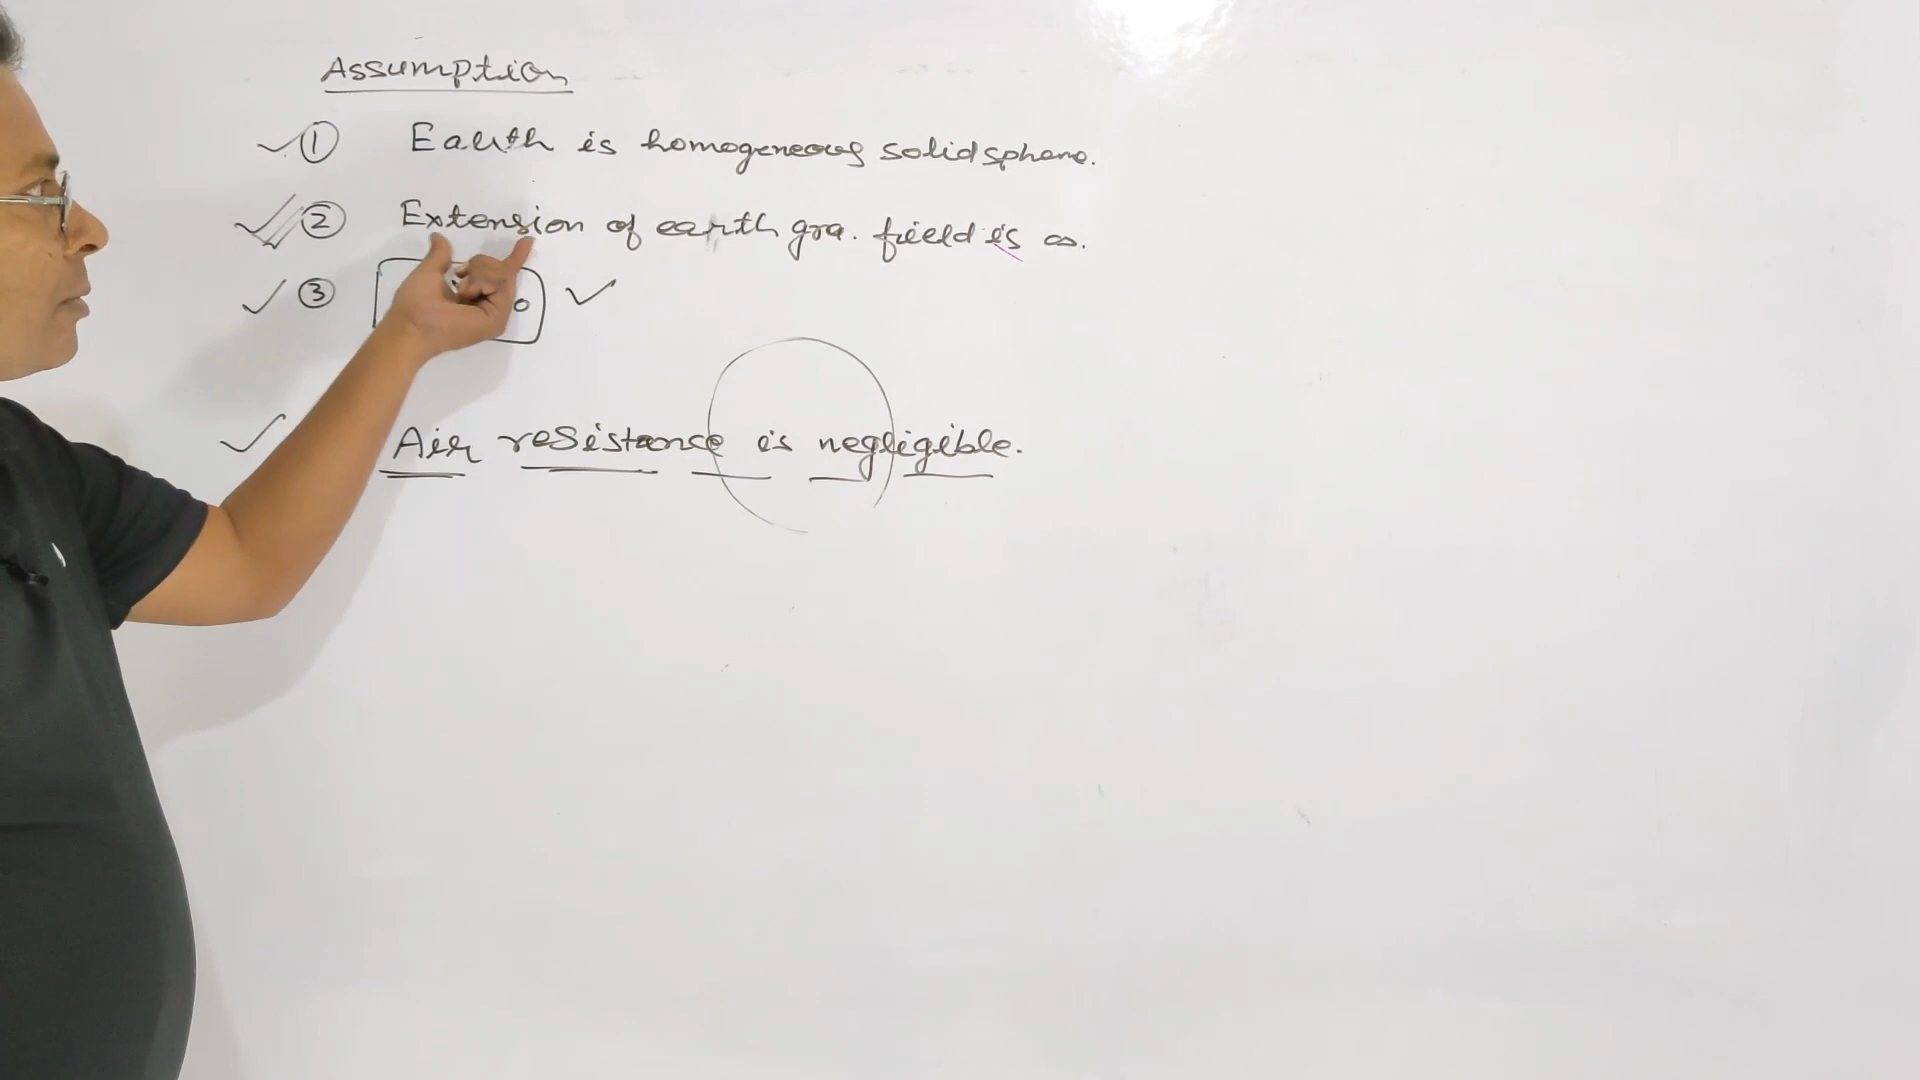 Assumption
① Earth is homogeneous solid sphere.
② Extension of earth gra. field is ∞.
③ 0
Air resistance is negligible.